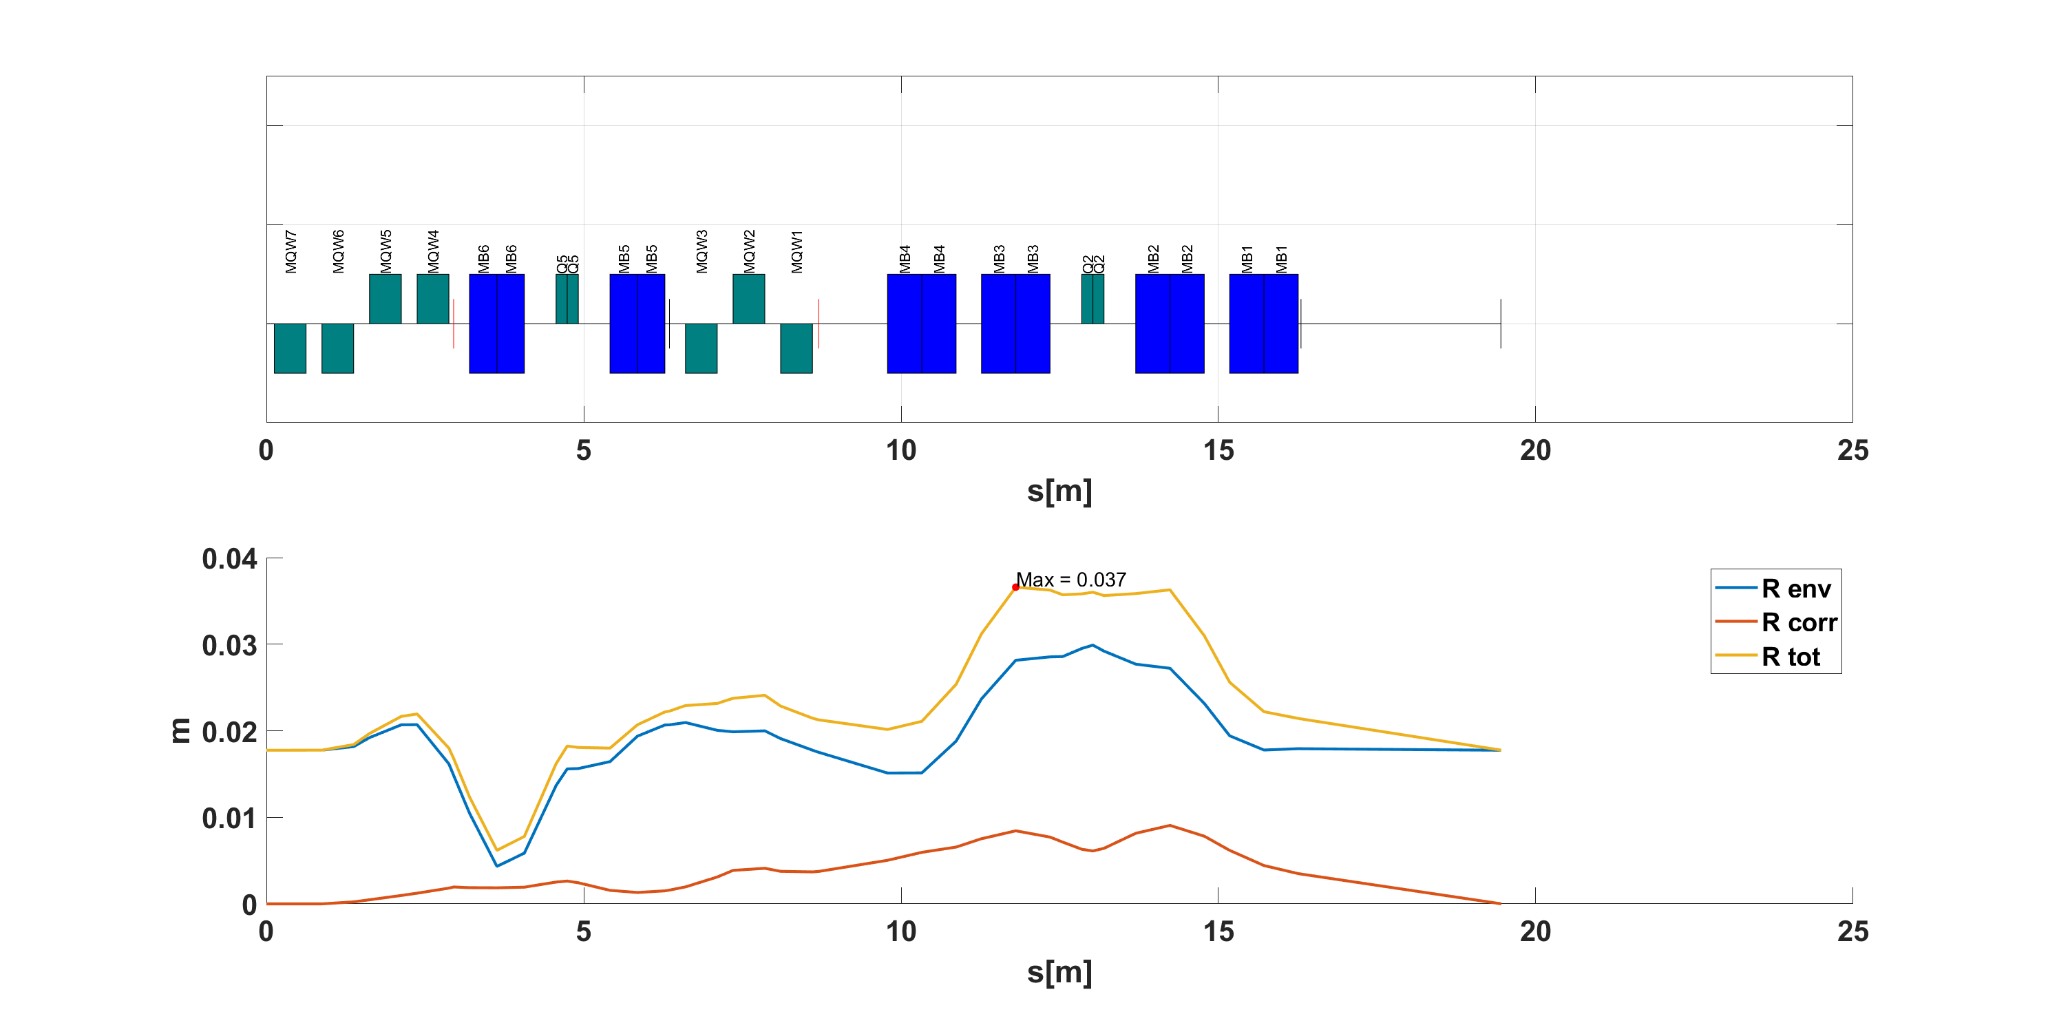 MQW7 MQW6 MQW5 MQW4 MB6 MB6 Q5 Q5 MB5 MB5 MQW3 MQW2 MQW1 MB4 MB4 MB3 MB3 Q2 Q2 MB2 MB2 MB1 MB1
0 5 10 15 20 25
s[m]
0.04
0.03
0.02
0.01
0
m
Max = 0.037
R env
R corr
R tot
0 5 10 15 20 25
s[m]